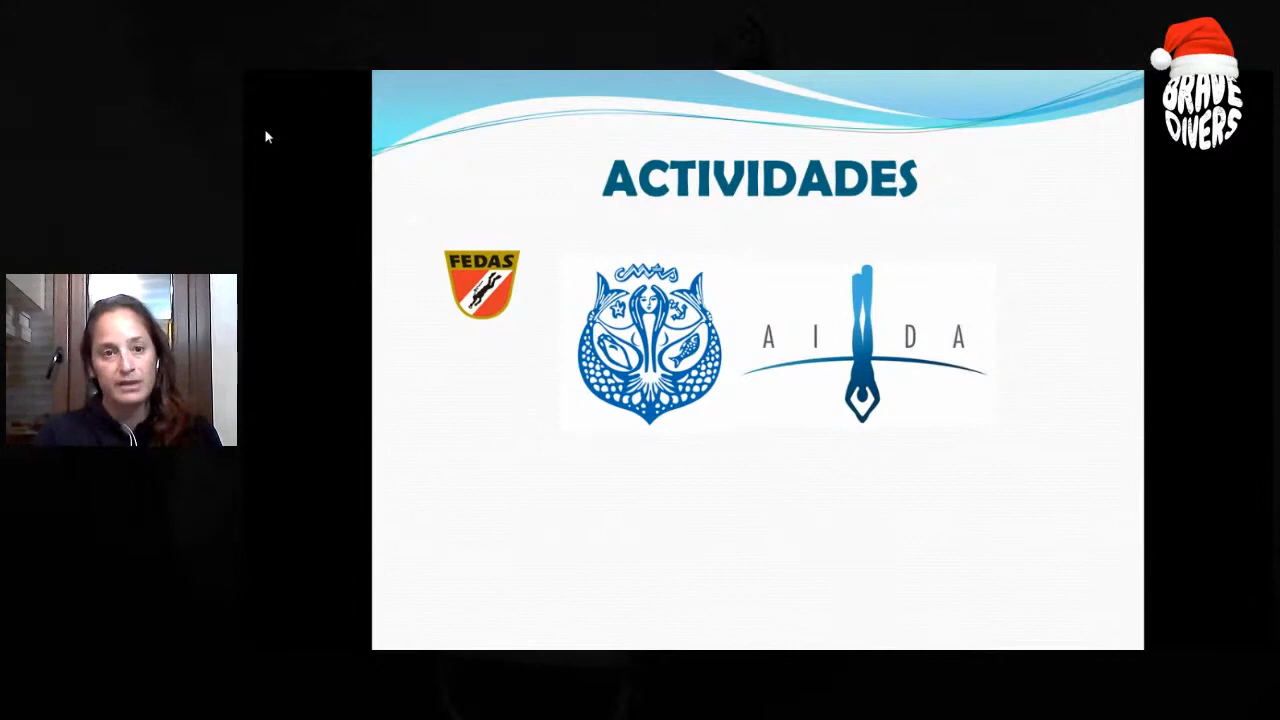 BRAVE
DIVERS
ACTIVIDADES
FEDAS
cmas
A I D A